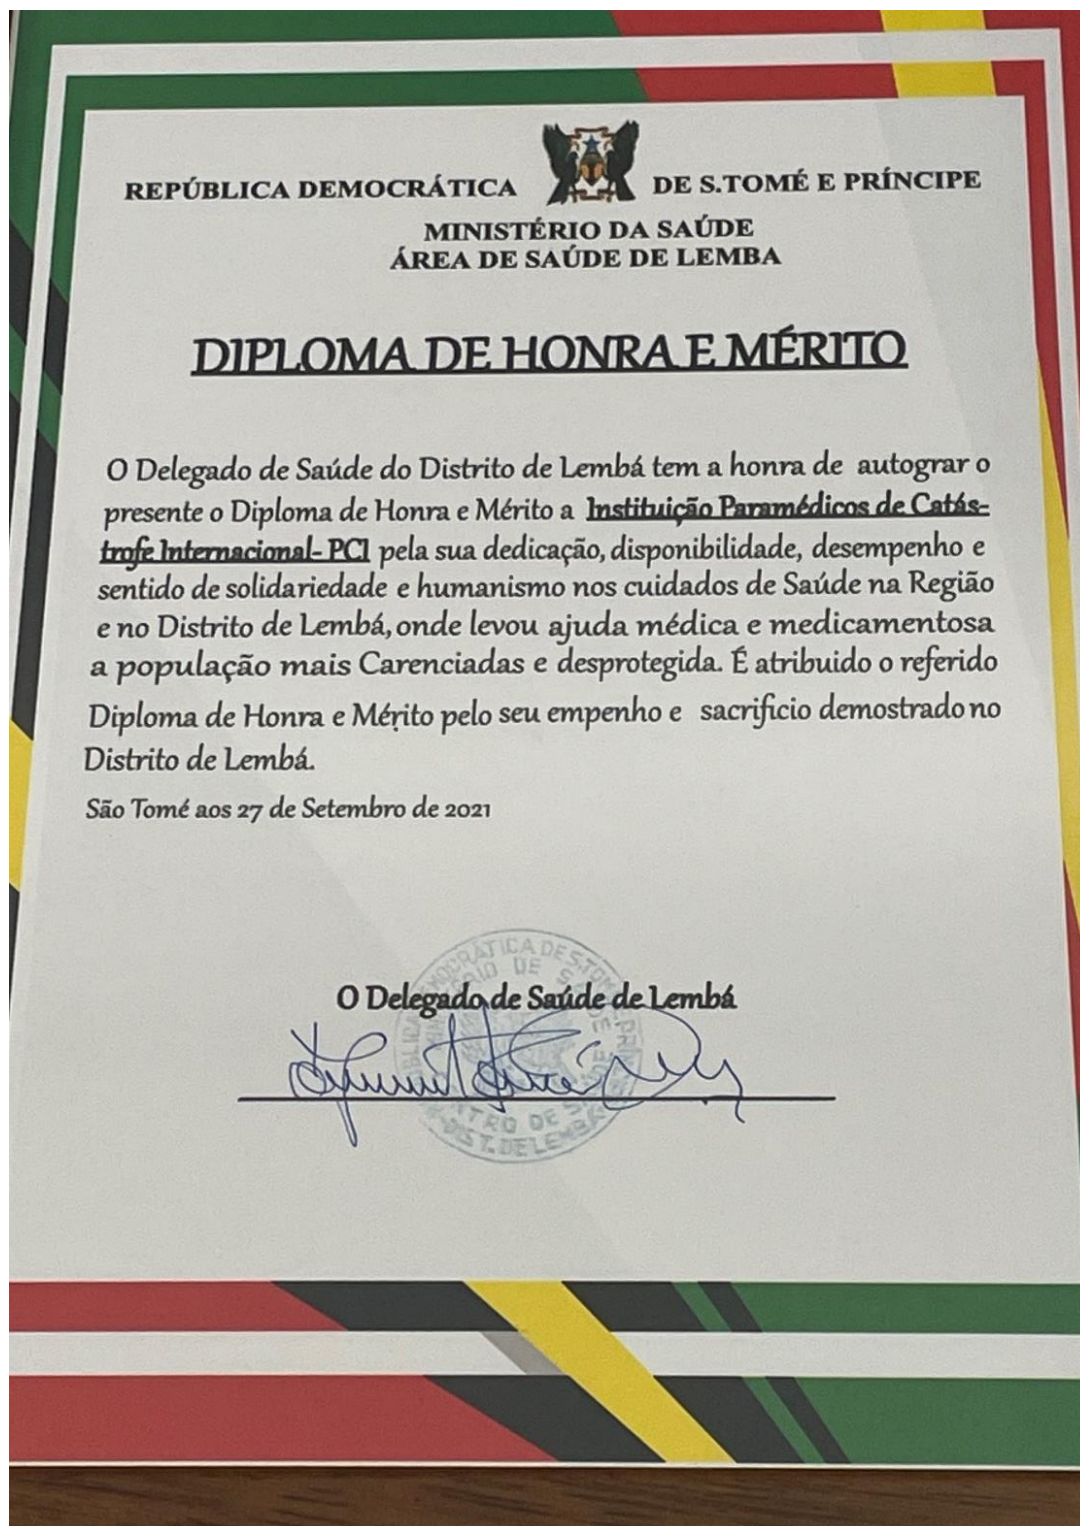 REPÚBLICA DEMOCRÁTICA DE S.TOMÉ E PRÍNCIPE
MINISTÉRIO DA SAÚDE
ÁREA DE SAÚDE DE LEMBA
DIPLOMA DE HONRA E MÉRITO
O Delegado de Saúde do Distrito de Lembá tem a honra de autograr o
presente o Diploma de Honra e Mérito a Instituição Paramédicos de Catás-
trofe Internacional- PCI pela sua dedicação, disponibilidade, desempenho e
sentido de solidariedade e humanismo nos cuidados de Saúde na Região
e no Distrito de Lembá, onde levou ajuda médica e medicamentosa
a população mais Carenciadas e desprotegida. É atribuido o referido
Diploma de Honra e Mérito pelo seu empenho e sacrificio demostrado no
Distrito de Lembá.
São Tomé aos 27 de Setembro de 2021
O Delegado de Saúde de Lembá
DIST. DE LEMBÁ